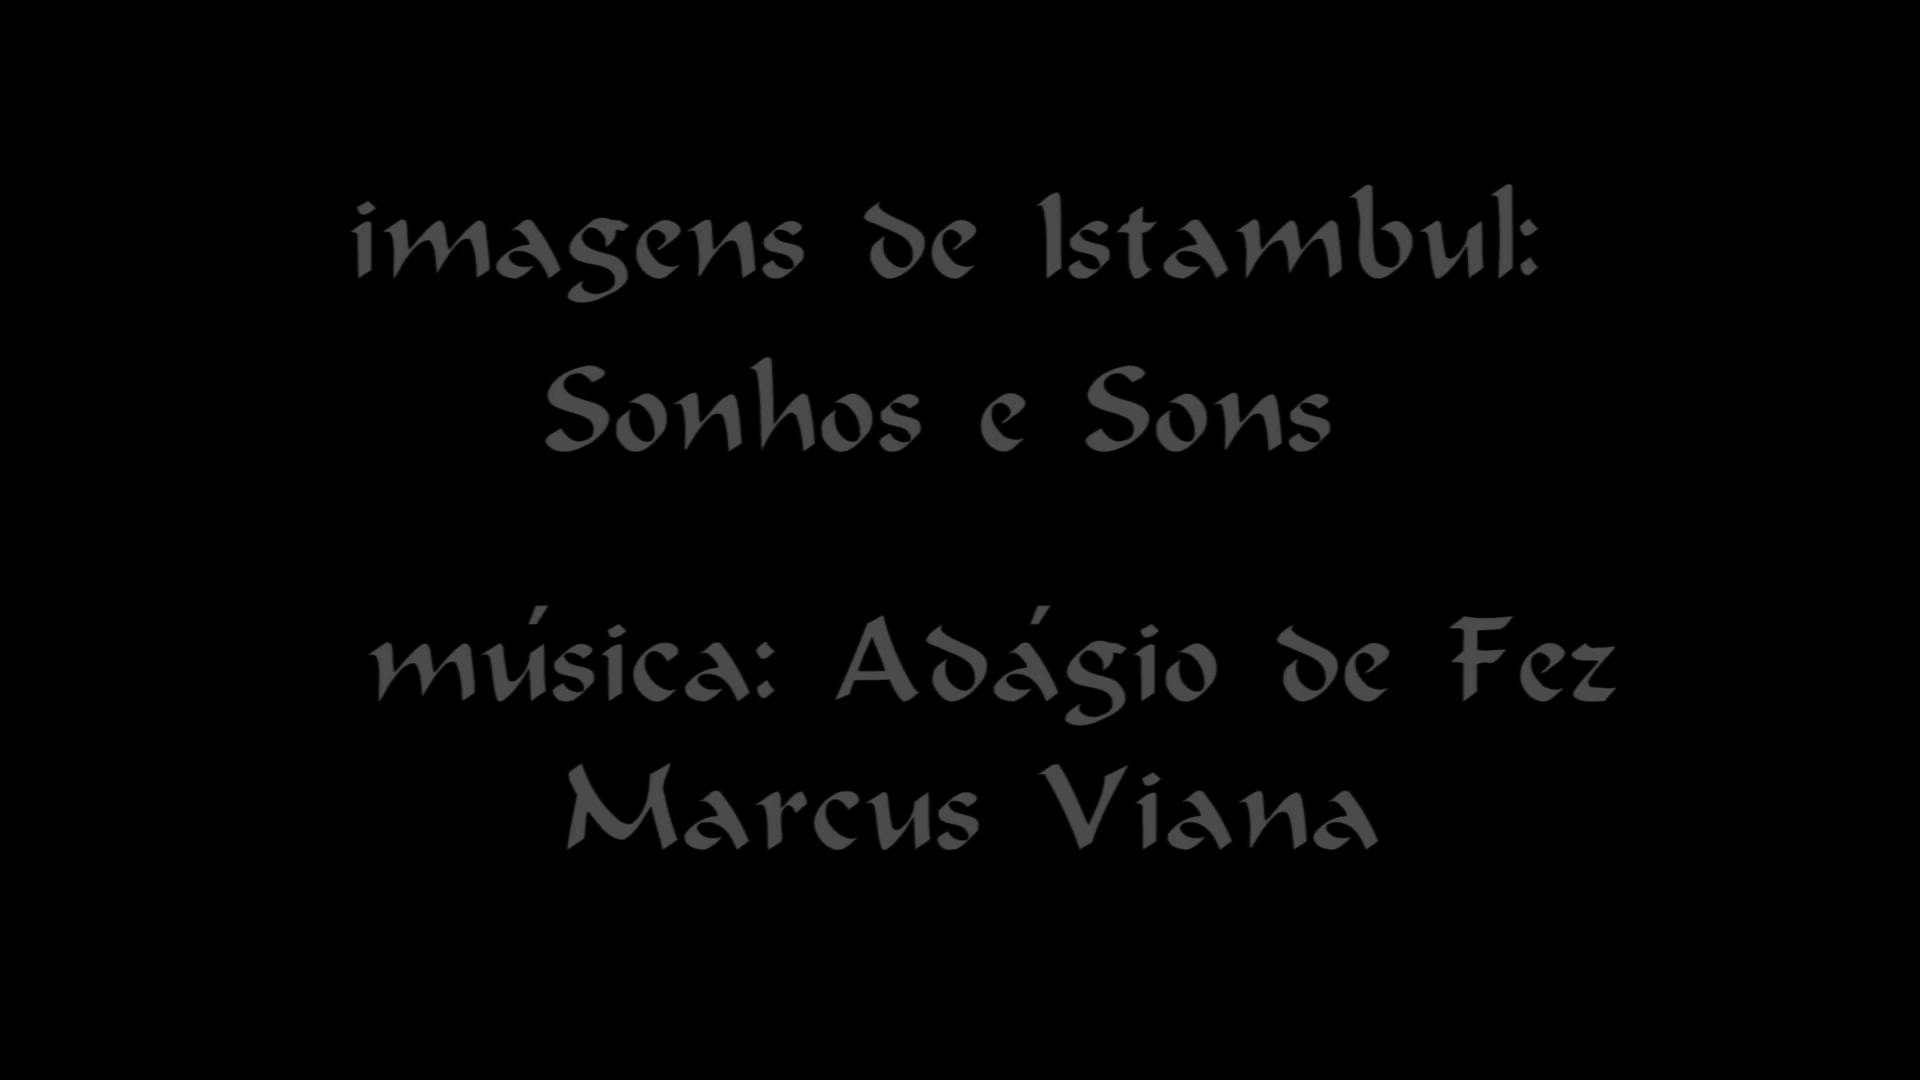 imagens de Istambul:
Sonhos e Sons
música: Adágio de Fez
Marcus Viana